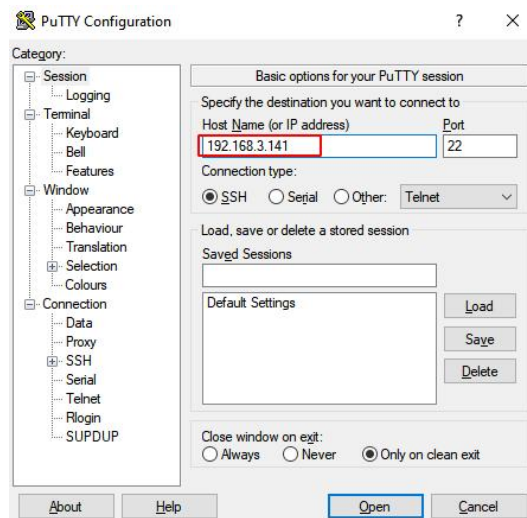 PuTTY Configuration
?
×
Category:
Session
Logging
Terminal
Keyboard
Bell
Features
Window
Appearance
Behaviour
Translation
Selection
Colours
Connection
Data
Proxy
SSH
Serial
Telnet
Rlogin
SUPDUP
Basic options for your PuTTY session
Specify the destination you want to connect to
Host Name (or IP address) Port
192.168.3.141 22
Connection type:
SSH Serial Other: Telnet
Load, save or delete a stored session
Saved Sessions
Default Settings
Load
Save
Delete
Close window on exit:
Always Never Only on clean exit
About Help Open Cancel